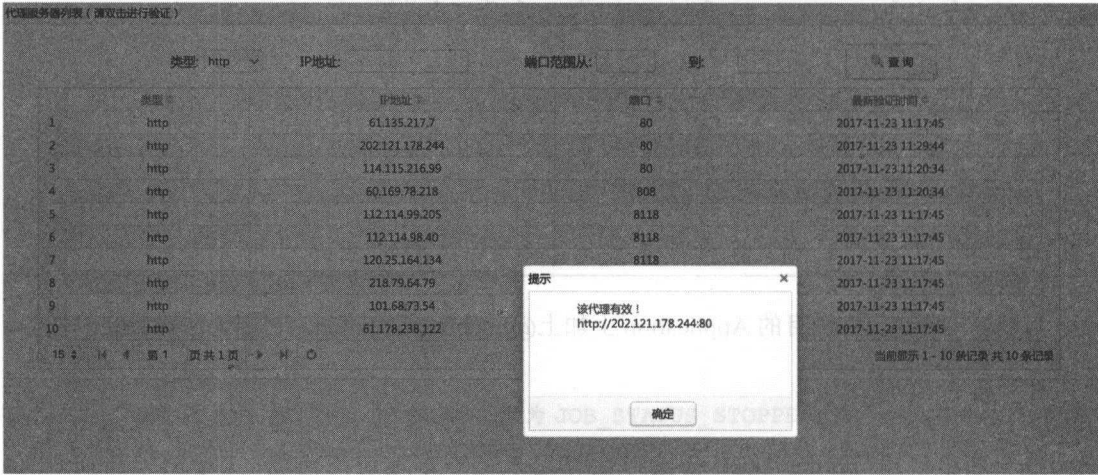 代理服务器列表（请双击进行验证）
类型: http IP地址: 端口范围从: 到: 查询
类型 IP地址 端口 最新验证时间
1 http 61.135.217.7 80 2017-11-23 11:17:45
2 http 202.121.178.244 80 2017-11-23 11:29:44
3 http 114.115.216.99 80 2017-11-23 11:20:34
4 http 60.169.78.218 808 2017-11-23 11:20:34
5 http 112.114.99.205 8118 2017-11-23 11:17:45
6 http 112.114.98.40 8118 2017-11-23 11:17:45
7 http 120.25.164.134 8118 2017-11-23 11:17:45
8 http 218.79.64.79 2017-11-23 11:17:45
9 http 101.68.73.54 2017-11-23 11:17:45
10 http 61.178.238.122 2017-11-23 11:17:45
15 第 1 页共 1 页 当前显示 1 - 10 条记录 共 10 条记录
提示 ×
该代理有效！
http://202.121.178.244:80
确定